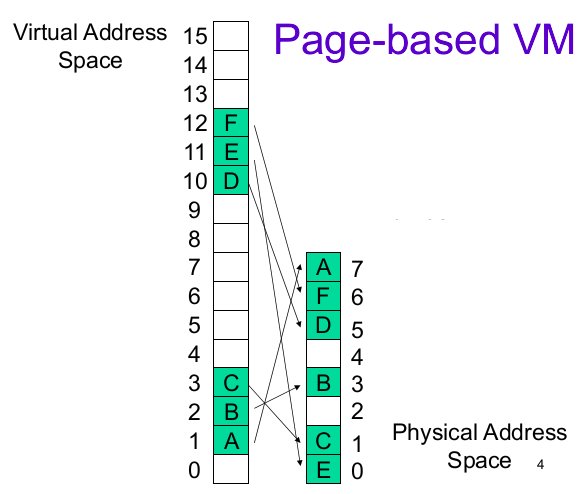 Virtual Address
Space
Page-based VM
15
14
13
12 F
11 E
10 D
9
8
7
6
5
4
3 C
2 B
1 A
0
A 7
F 6
D 5
4
B 3
2
C 1
E 0
Physical Address
Space
4